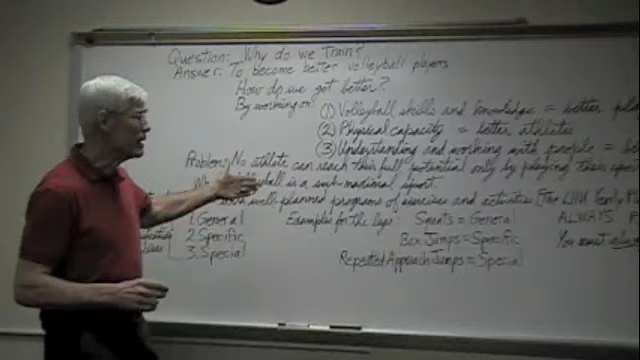 Question: Why do we Train?
Answer: To become better volleyball players
How do we get better?
By working on:
(1) Volleyball skills and knowledge = better
(2) Physical capacity = better athletes
(3) Understanding and working with people =
Problem: No athlete can reach their full potential only by playing their
is a sub-maximal sport.
well-planned programs of exercises and activities
1. General Examples for the legs Squats = General ALWAYS
2. Specific Box Jumps = Specific You must
3. Special Repeated Approach Jumps = Special